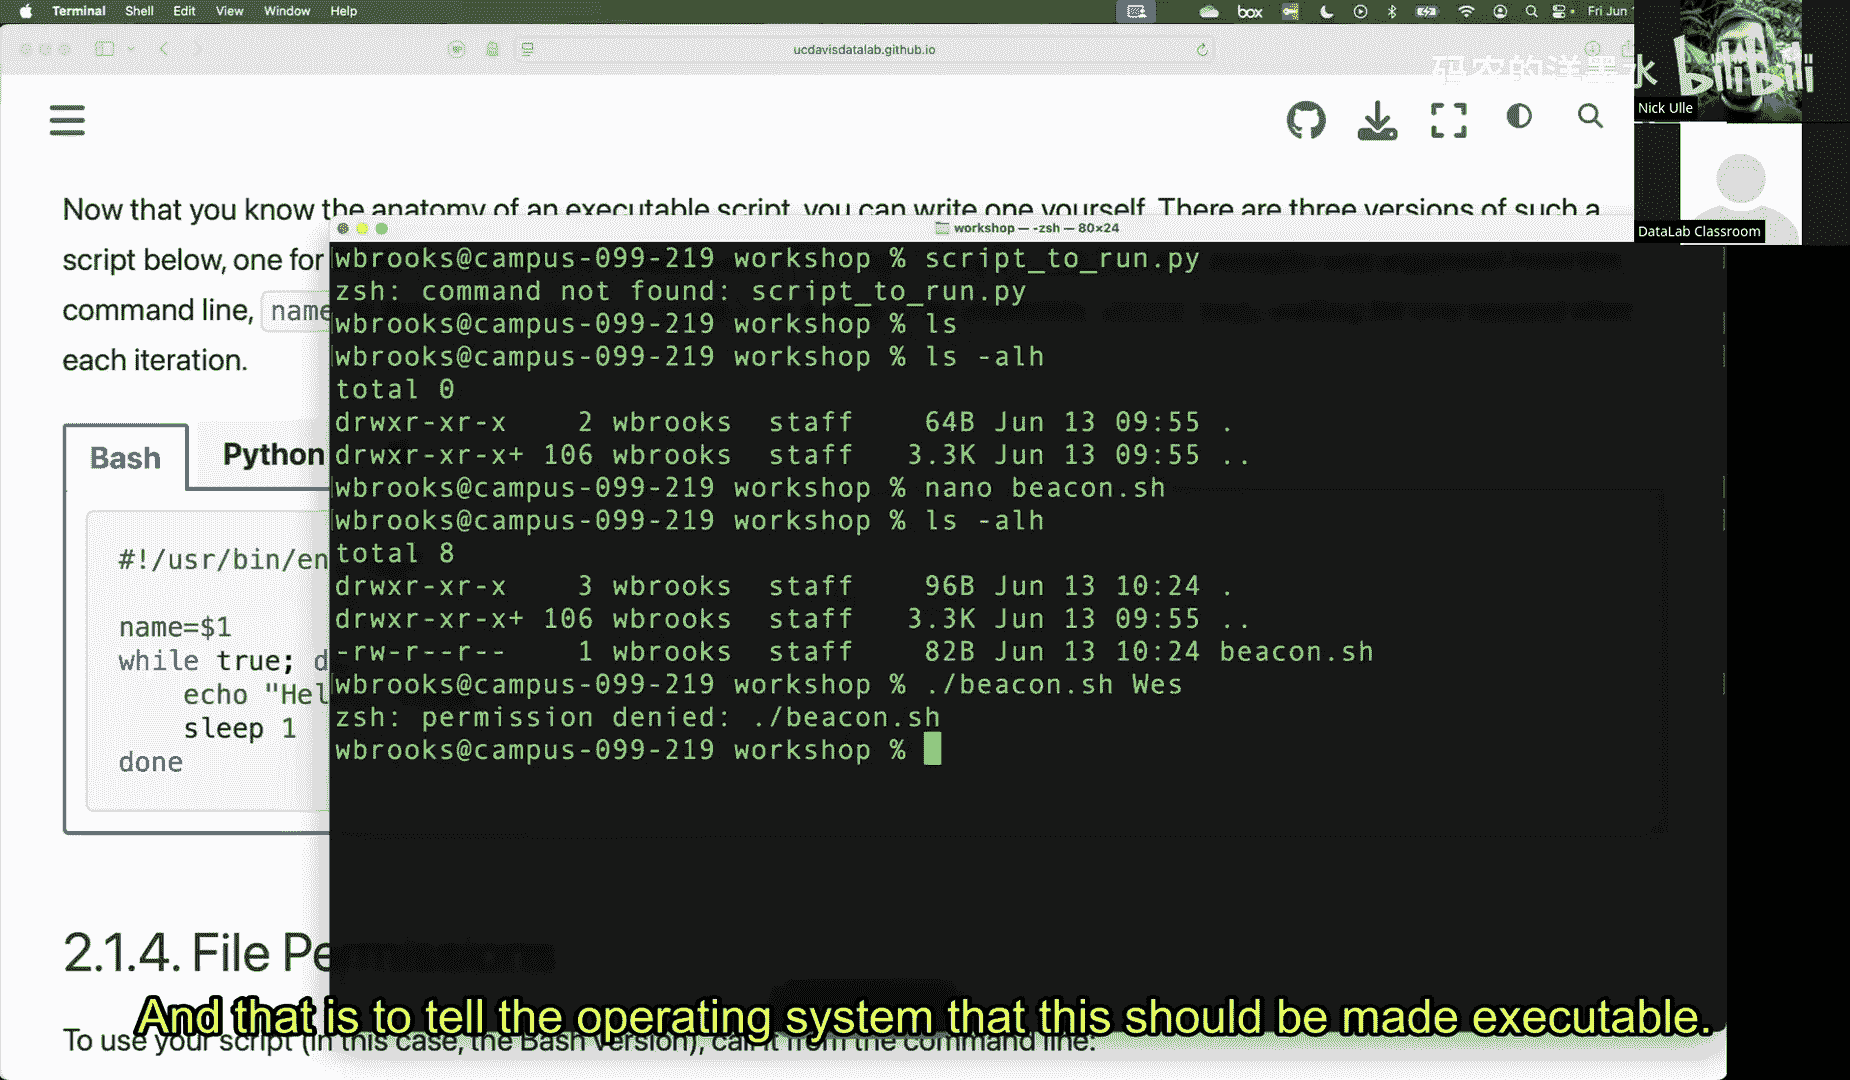 Terminal Shell Edit View Window Help
box
Fri Jun
ucdavisdatalab.github.io
码农的洋墨水
bilibili
Nick Ulle
DataLab Classroom
Now that you know the anatomy of an executable script, you can write one yourself. There are three versions of such a
script below, one for
command line, name
each iteration.
Bash Python
#!/usr/bin/en
name=$1
while true; d
echo "Hel
sleep 1
done
workshop — -zsh — 80×24
wbrooks@campus-099-219 workshop % script_to_run.py
zsh: command not found: script_to_run.py
wbrooks@campus-099-219 workshop % ls
wbrooks@campus-099-219 workshop % ls -alh
total 0
drwxr-xr-x 2 wbrooks staff 64B Jun 13 09:55 .
drwxr-xr-x+ 106 wbrooks staff 3.3K Jun 13 09:55 ..
wbrooks@campus-099-219 workshop % nano beacon.sh
wbrooks@campus-099-219 workshop % ls -alh
total 8
drwxr-xr-x 3 wbrooks staff 96B Jun 13 10:24 .
drwxr-xr-x+ 106 wbrooks staff 3.3K Jun 13 09:55 ..
-rw-r--r-- 1 wbrooks staff 82B Jun 13 10:24 beacon.sh
wbrooks@campus-099-219 workshop % ./beacon.sh Wes
zsh: permission denied: ./beacon.sh
wbrooks@campus-099-219 workshop %
2.1.4. File Permissions
And that is to tell the operating system that this should be made executable.
To use your script (in this case, the Bash version), call it from the command line: